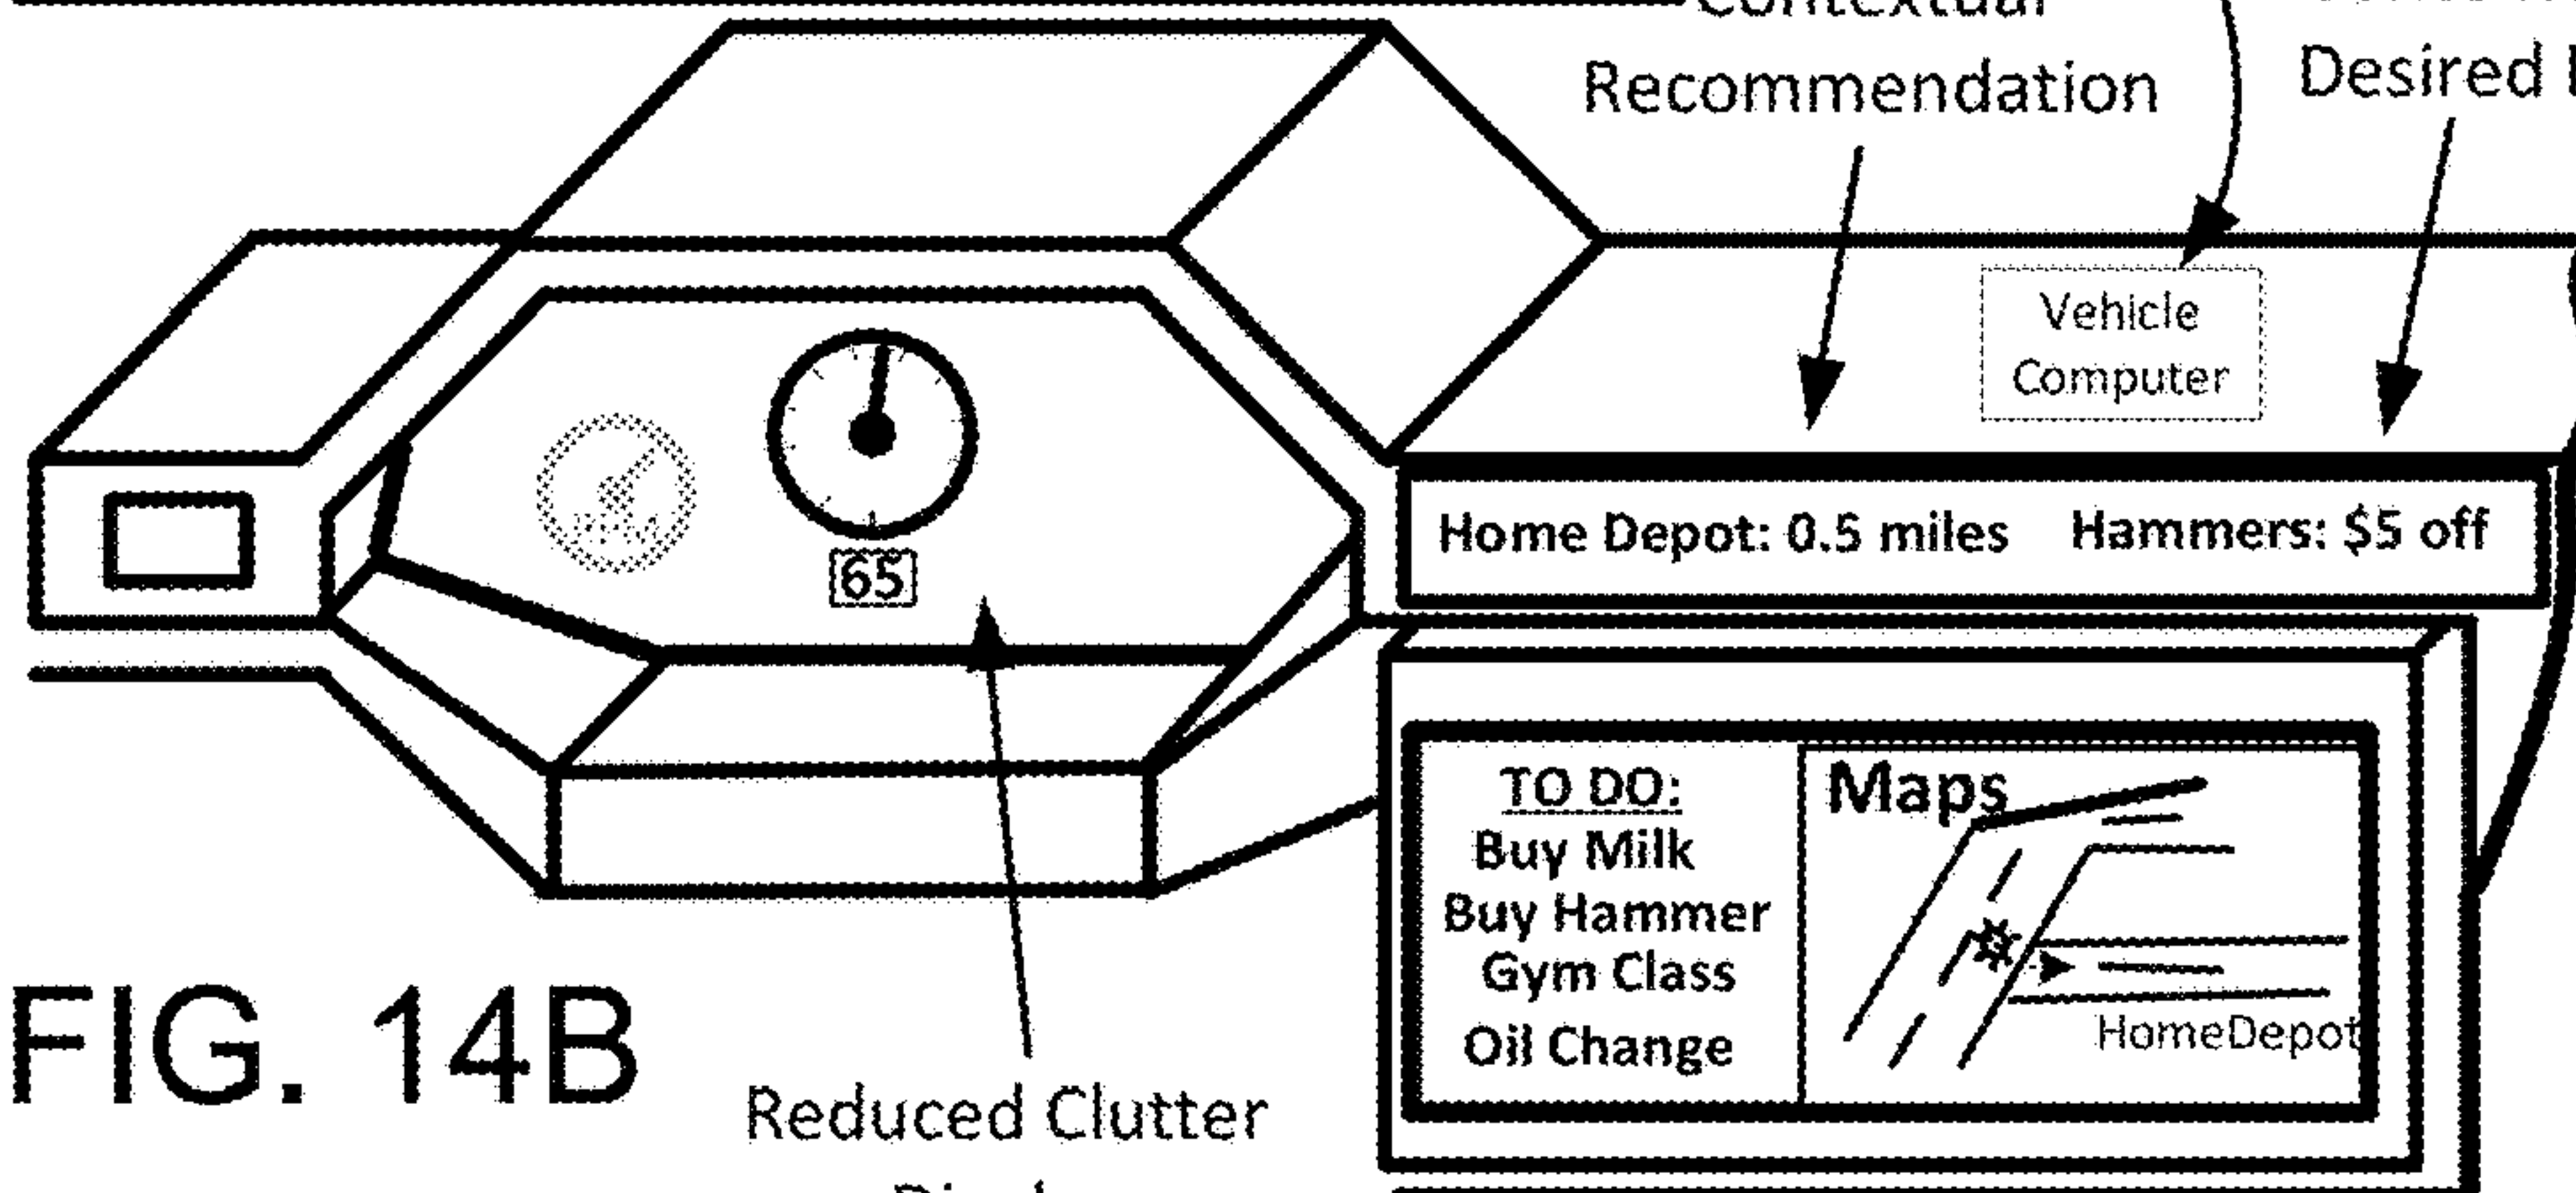 Contextual
Recommendation
Desired
Vehicle
Computer
Home Depot: 0.5 miles Hammers: $5 off
RPM
65
TO DO:
Buy Milk
Buy Hammer
Gym Class
Oil Change
Maps
HomeDepot
FIG. 14B
Reduced Clutter